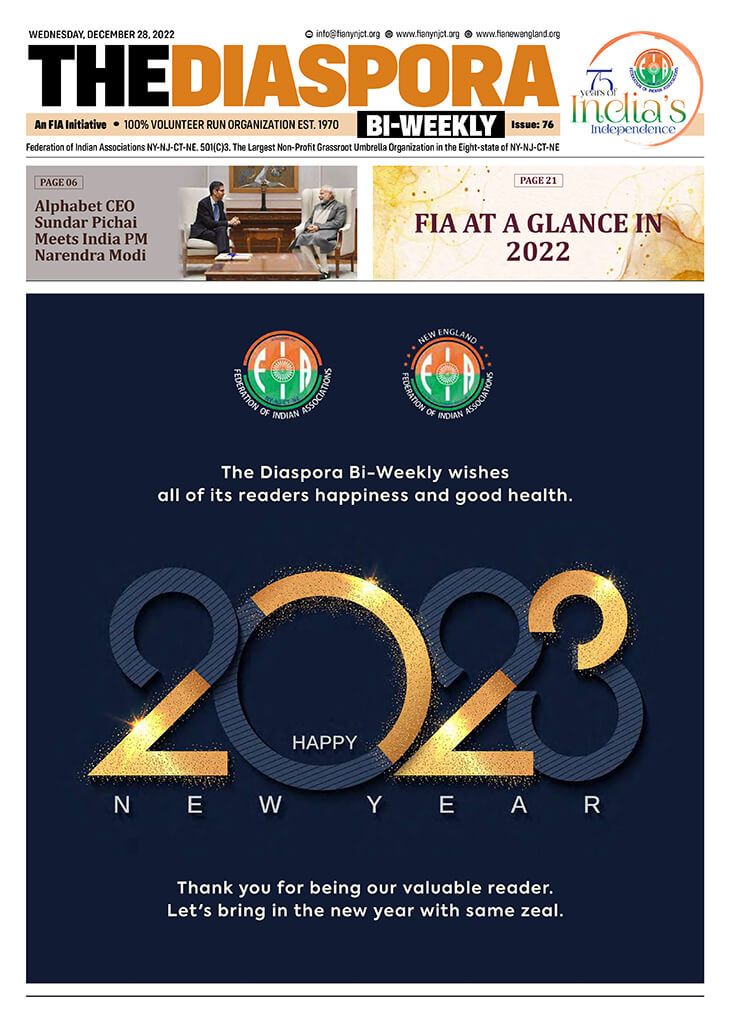 WEDNESDAY, DECEMBER 28, 2022
info@fianynjct.org www.fianynjct.org www.fianewengland.org
THEDIASPORA
An FIA Initiative • 100% VOLUNTEER RUN ORGANIZATION EST. 1970 BI-WEEKLY Issue: 76
Federation of Indian Associations NY-NJ-CT-NE. 501(C)3. The Largest Non-Profit Grassroot Umbrella Organization in the Eight-state of NY-NJ-CT-NE
75
years of
India's
Independence
FIA
PAGE 06
Alphabet CEO
Sundar Pichai
Meets India PM
Narendra Modi
PAGE 21
FIA AT A GLANCE IN
2022
FIA
FEDERATION OF INDIAN ASSOCIATIONS
NEW ENGLAND
FIA
FEDERATION OF INDIAN ASSOCIATIONS
The Diaspora Bi-Weekly wishes
all of its readers happiness and good health.
2023
HAPPY
NEW YEAR
Thank you for being our valuable reader.
Let's bring in the new year with same zeal.